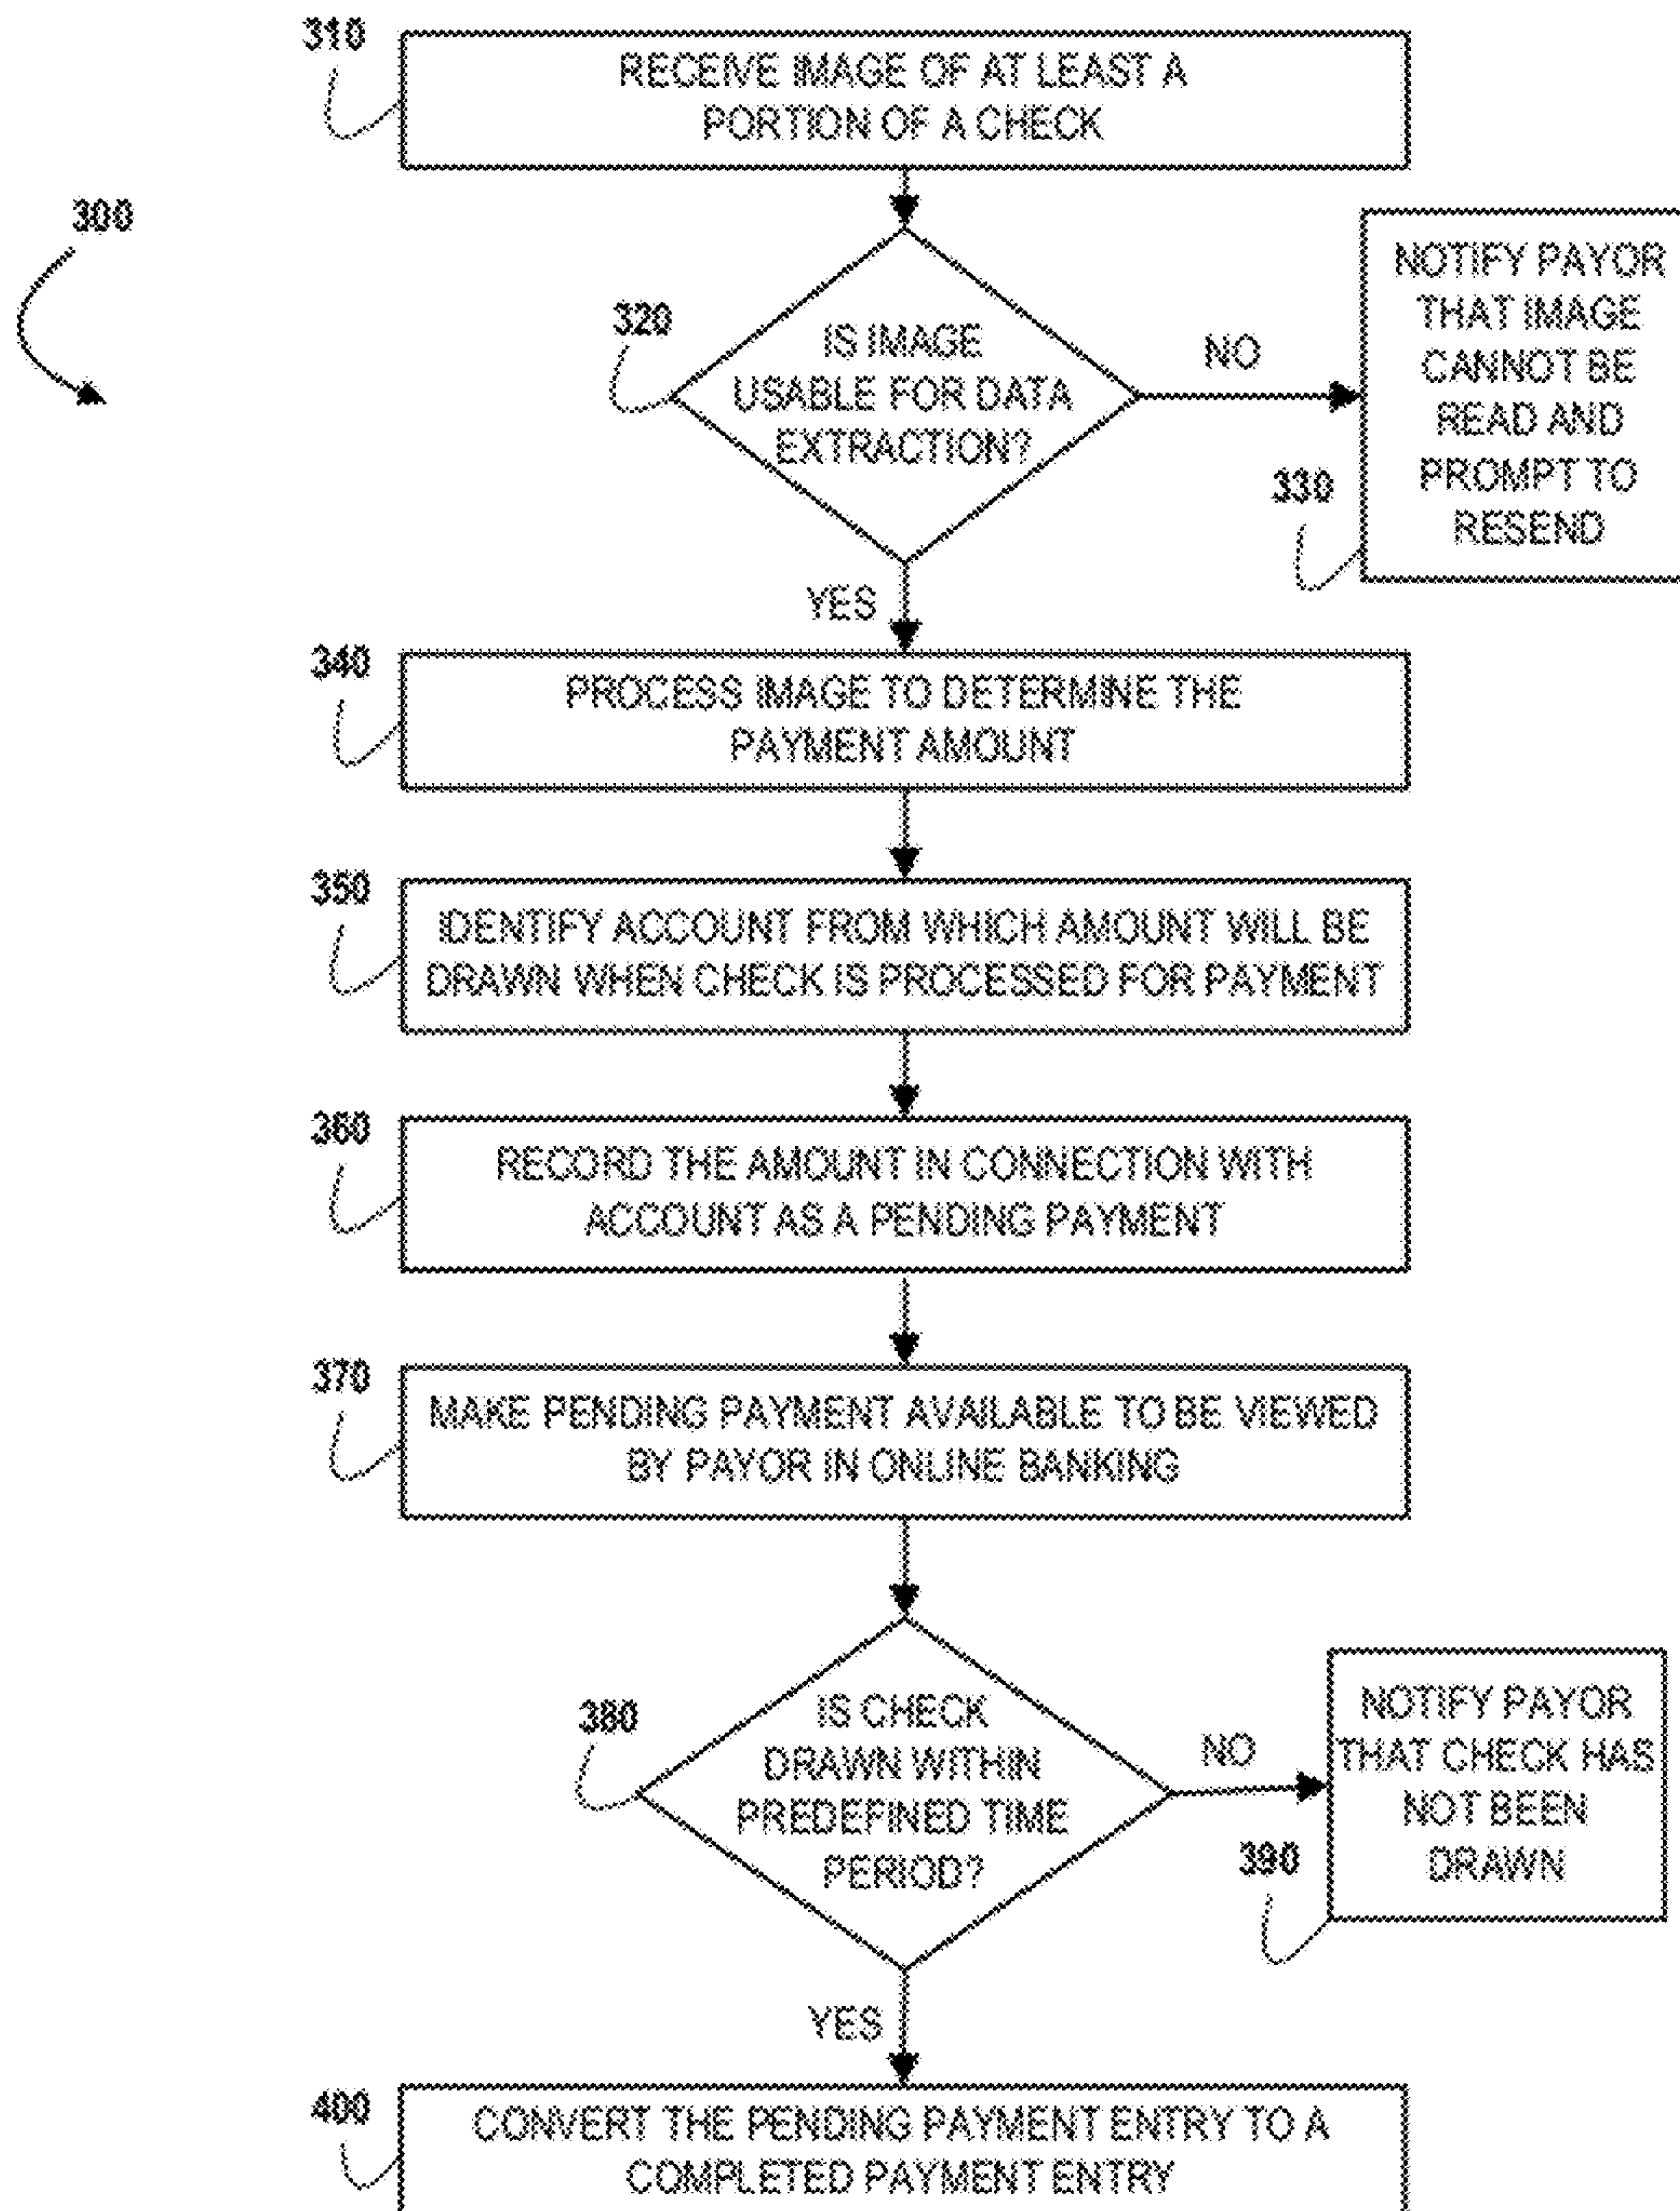 310
RECEIVE IMAGE OF AT LEAST A
PORTION OF A CHECK
300
320
IS IMAGE
USABLE FOR DATA
EXTRACTION?
NO
NOTIFY PAYOR
THAT IMAGE
CANNOT BE
READ AND
PROMPT TO
RESEND
330
YES
340
PROCESS IMAGE TO DETERMINE THE
PAYMENT AMOUNT
350
IDENTIFY ACCOUNT FROM WHICH AMOUNT WILL BE
DRAWN WHEN CHECK IS PROCESSED FOR PAYMENT
360
RECORD THE AMOUNT IN CONNECTION WITH
ACCOUNT AS A PENDING PAYMENT
370
MAKE PENDING PAYMENT AVAILABLE TO BE VIEWED
BY PAYOR IN ONLINE BANKING
380
IS CHECK
DRAWN WITHIN
PREDEFINED TIME
PERIOD?
NO
NOTIFY PAYOR
THAT CHECK HAS
NOT BEEN
DRAWN
390
YES
400
CONVERT THE PENDING PAYMENT ENTRY TO A
COMPLETED PAYMENT ENTRY